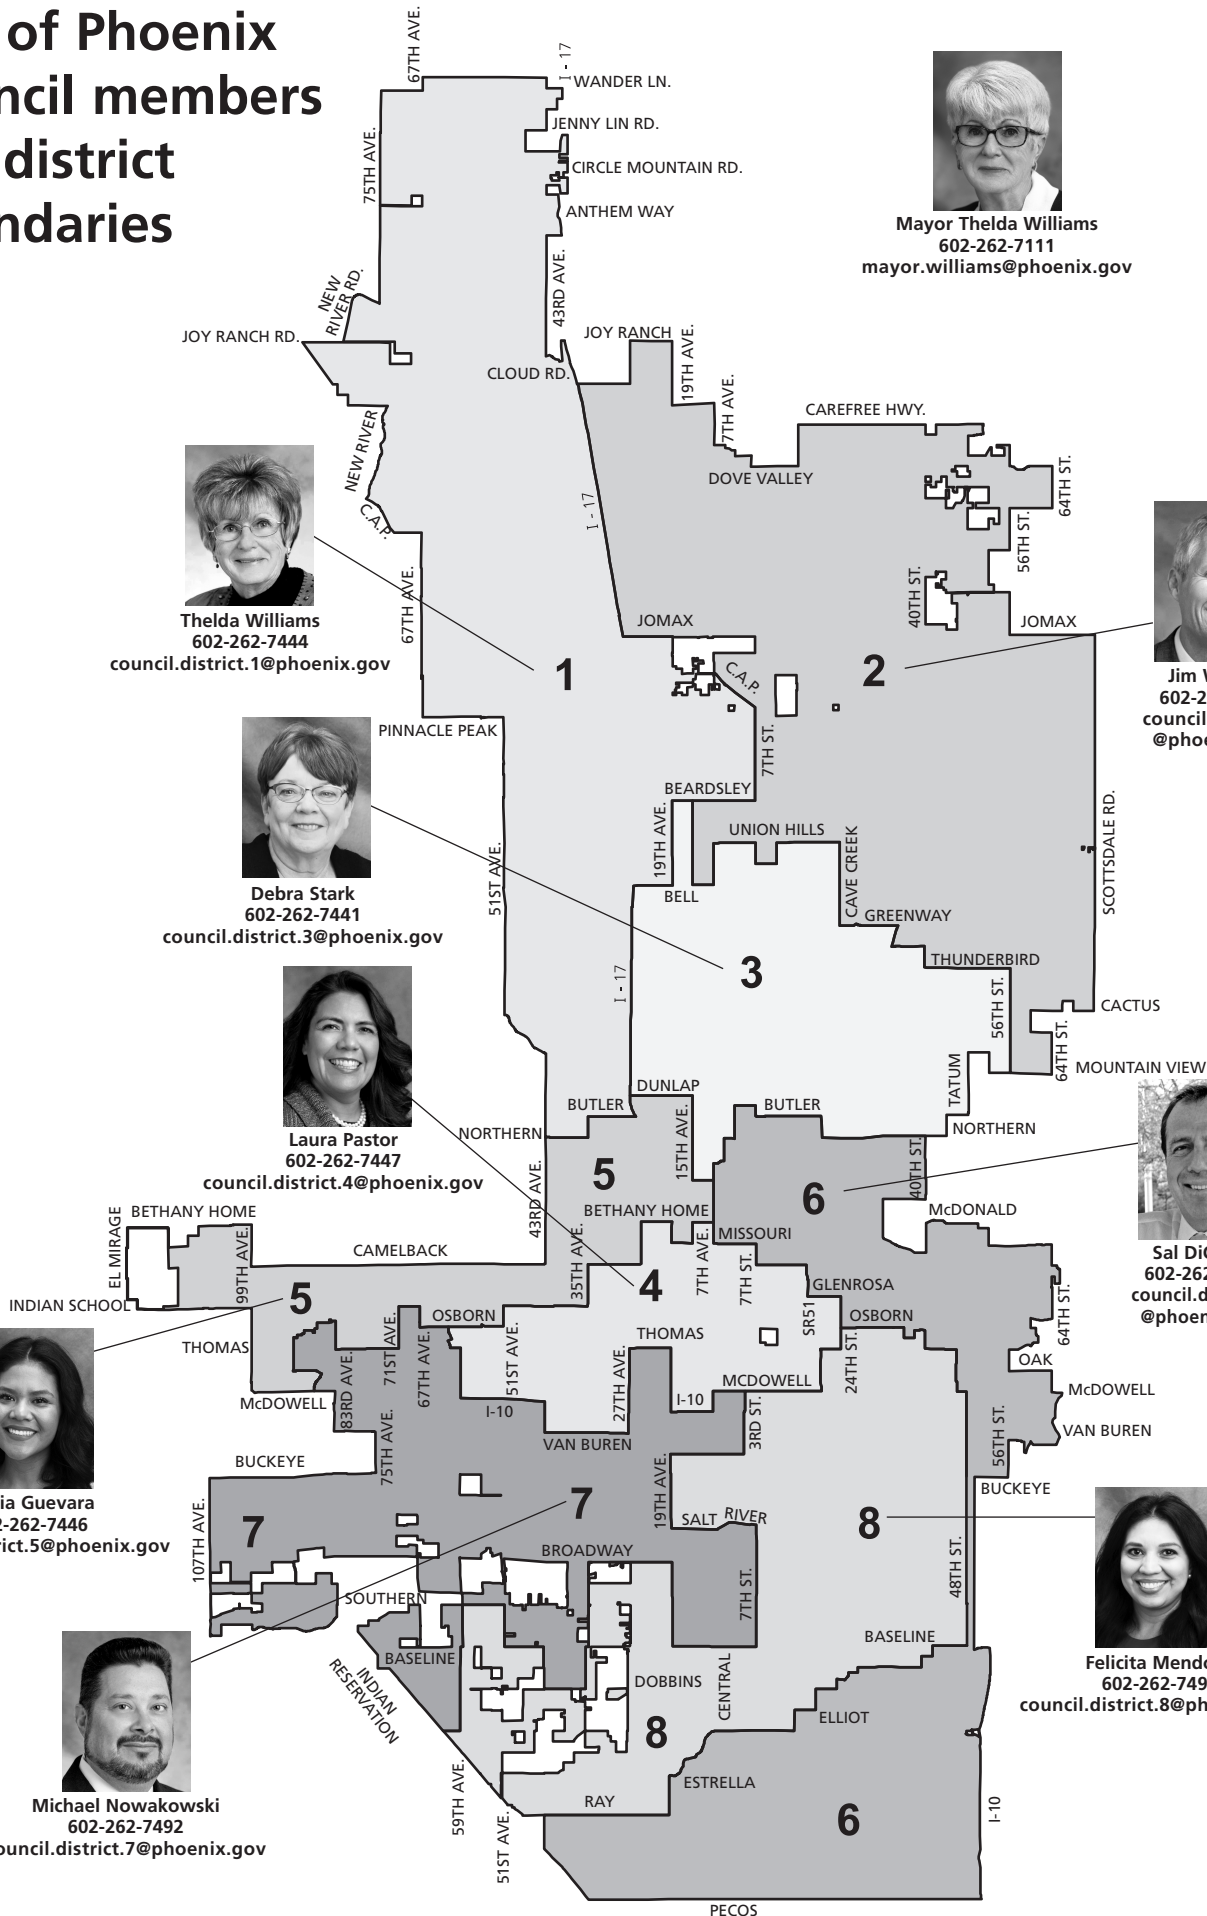 of Phoenix
ncil members
district
ndaries
67TH AVE.
I - 17
WANDER LN.
JENNY LIN RD.
75TH AVE.
CIRCLE MOUNTAIN RD.
ANTHEM WAY
Mayor Thelda Williams
602-262-7111
mayor.williams@phoenix.gov
NEW
RIVER RD.
43RD AVE.
JOY RANCH RD.
JOY RANCH
19TH AVE.
CLOUD RD.
7TH AVE.
CAREFREE HWY.
NEW RIVER
C.A.P.
DOVE VALLEY
64TH ST.
I - 17
56TH ST.
67TH AVE.
40TH ST.
JOMAX
JOMAX
Thelda Williams
602-262-7444
council.district.1@phoenix.gov
1
2
C.A.P.
Jim W
602-2
council
@phoe
PINNACLE PEAK
7TH ST.
BEARDSLEY
19TH AVE.
UNION HILLS
CAVE CREEK
SCOTTSDALE RD.
51ST AVE.
BELL
GREENWAY
Debra Stark
602-262-7441
council.district.3@phoenix.gov
THUNDERBIRD
3
I - 17
56TH ST.
CACTUS
64TH ST.
MOUNTAIN VIEW
TATUM
DUNLAP
BUTLER
BUTLER
NORTHERN
NORTHERN
15TH AVE.
Laura Pastor
602-262-7447
council.district.4@phoenix.gov
5
6
43RD AVE.
40TH ST.
EL MIRAGE
BETHANY HOME
BETHANY HOME
McDONALD
MISSOURI
99TH AVE.
CAMELBACK
35TH AVE.
7TH AVE.
7TH ST.
Sal DiC
602-262
council.d
@phoen
5
4
GLENROSA
INDIAN SCHOOL
SR51
OSBORN
OSBORN
64TH ST.
THOMAS
THOMAS
71ST AVE.
67TH AVE.
51ST AVE.
24TH ST.
OAK
83RD AVE.
27TH AVE.
MCDOWELL
McDOWELL
McDOWELL
I-10
I-10
3RD ST.
VAN BUREN
VAN BUREN
75TH AVE.
56TH ST.
BUCKEYE
BUCKEYE
ia Guevara
2-262-7446
rict.5@phoenix.gov
107TH AVE.
7
7
19TH AVE.
SALT RIVER
8
BROADWAY
48TH ST.
7TH ST.
SOUTHERN
BASELINE
BASELINE
INDIAN
RESERVATION
DOBBINS
CENTRAL
Felicita Mendo
602-262-749
council.district.8@ph
8
ELLIOT
ESTRELLA
59TH AVE.
RAY
6
I-10
51ST AVE.
Michael Nowakowski
602-262-7492
ouncil.district.7@phoenix.gov
PECOS